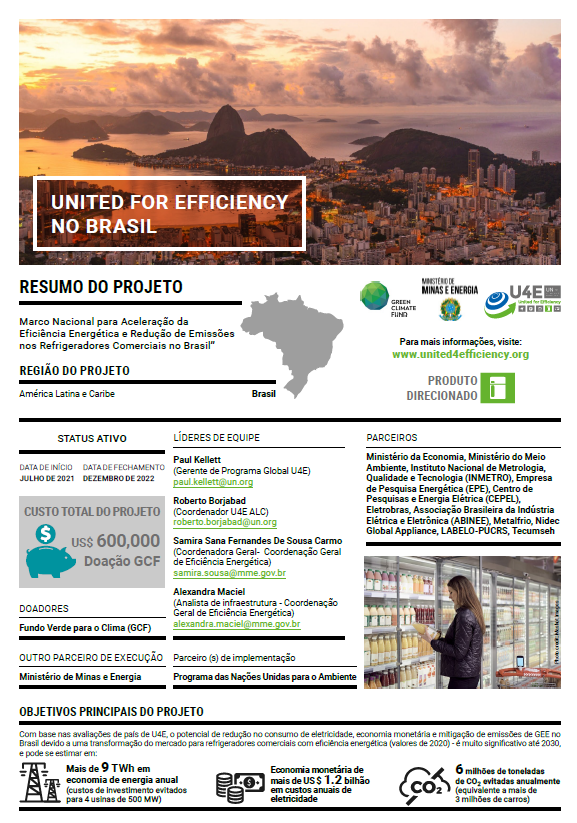 UNITED FOR EFFICIENCY
NO BRASIL
RESUMO DO PROJETO
Marco Nacional para Aceleração da
Eficiência Energética e Redução de Emissões
nos Refrigeradores Comerciais no Brasil"
REGIÃO DO PROJETO
América Latina e Caribe
Brasil
GREEN
CLIMATE
FUND
MINISTÉRIO DE
MINAS E ENERGIA
U4E
UN
United for Efficiency
Para mais informações, visite:
www.united4efficiency.org
PRODUTO
DIRECIONADO
STATUS ATIVO
DATA DE INÍCIO
JULHO DE 2021
DATA DE FECHAMENTO
DEZEMBRO DE 2022
CUSTO TOTAL DO PROJETO
$
US$ 600,000
Doação GCF
DOADORES
Fundo Verde para o Clima (GCF)
OUTRO PARCEIRO DE EXECUÇÃO
Ministério de Minas e Energia
LÍDERES DE EQUIPE
Paul Kellett
(Gerente de Programa Global U4E)
paul.kellett@un.org
Roberto Borjabad
(Coordenador U4E ALC)
roberto.borjabad@un.org
Samira Sana Fernandes De Sousa Carmo
(Coordenadora Geral- Coordenação Geral
de Eficiência Energética)
samira.sousa@mme.gov.br
Alexandra Maciel
(Analista de infraestrutura - Coordenação
Geral de Eficiência Energética)
alexandra.maciel@mme.gov.br
Parceiro (s) de implementação
Programa das Nações Unidas para o Ambiente
PARCEIROS
Ministério da Economia, Ministério do Meio
Ambiente, Instituto Nacional de Metrologia,
Qualidade e Tecnologia (INMETRO), Empresa
de Pesquisa Energética (EPE), Centro de
Pesquisas e Energia Elétrica (CEPEL),
Eletrobras, Associação Brasileira da Indústria
Elétrica e Eletrônica (ABINEE), Metalfrio, Nidec
Global Appliance, LABELO-PUCRS, Tecumseh
OBJETIVOS PRINCIPAIS DO PROJETO
Com base nas avaliações de país de U4E, o potencial de redução no consumo de eletricidade, economia monetária e mitigação de emissões de GEE no
Brasil devido a uma transformação do mercado para refrigeradores comerciais com eficiência energética (valores de 2020) - é muito significativo até 2030,
e pode se estimar em:
Mais de 9 TWh em
economia de energia anual
(custos de investimento evitados
para 4 usinas de 500 MW)
Economia monetária de
mais de US $ 1.2 bilhão
em custos anuais de
eletricidade
CO2
6 milhões de toneladas
de CO2 evitadas anualmente
(equivalente a mais de
3 milhões de carros)